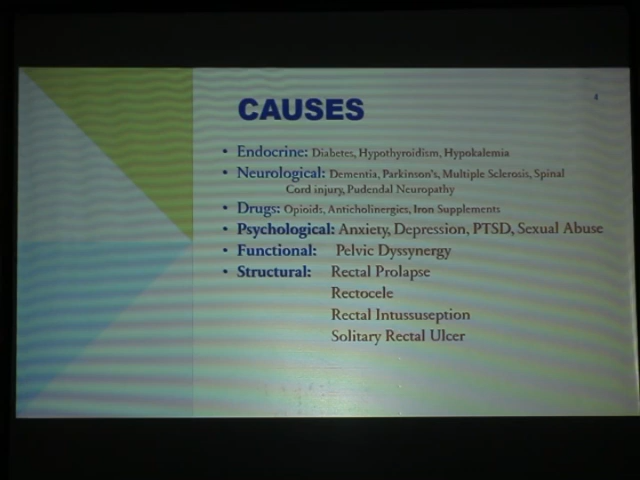 CAUSES
• Endocrine: Diabetes, Hypothyroidism, Hypokalemia
• Neurological: Dementia, Parkinson's, Multiple Sclerosis, Spinal
Cord injury, Pudendal Neuropathy
• Drugs: Opioids, Anticholinergics, Iron Supplements
• Psychological: Anxiety, Depression, PTSD, Sexual Abuse
• Functional: Pelvic Dyssynergy
• Structural: Rectal Prolapse
Rectocele
Rectal Intussuseption
Solitary Rectal Ulcer